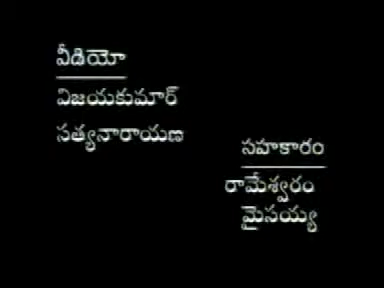 వీడియో
విజయకుమార్
సత్యనారాయణ
సహకారం
రామేశ్వరం
మైసయ్య